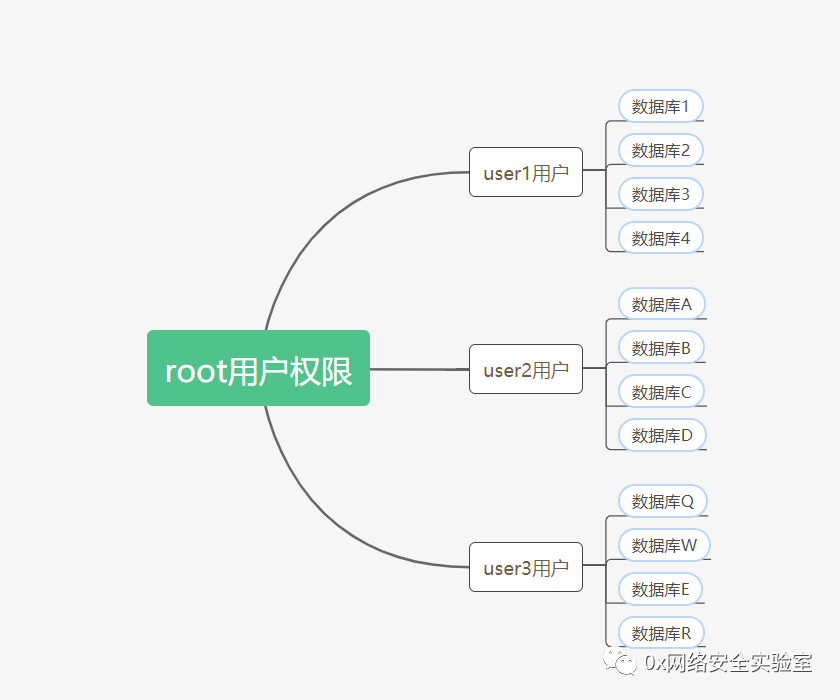 数据库1
数据库2
user1用户
数据库3
数据库4
数据库A
数据库B
root用户权限
user2用户
数据库C
数据库D
数据库Q
数据库W
user3用户
数据库E
数据库R
0x网络安全实验室